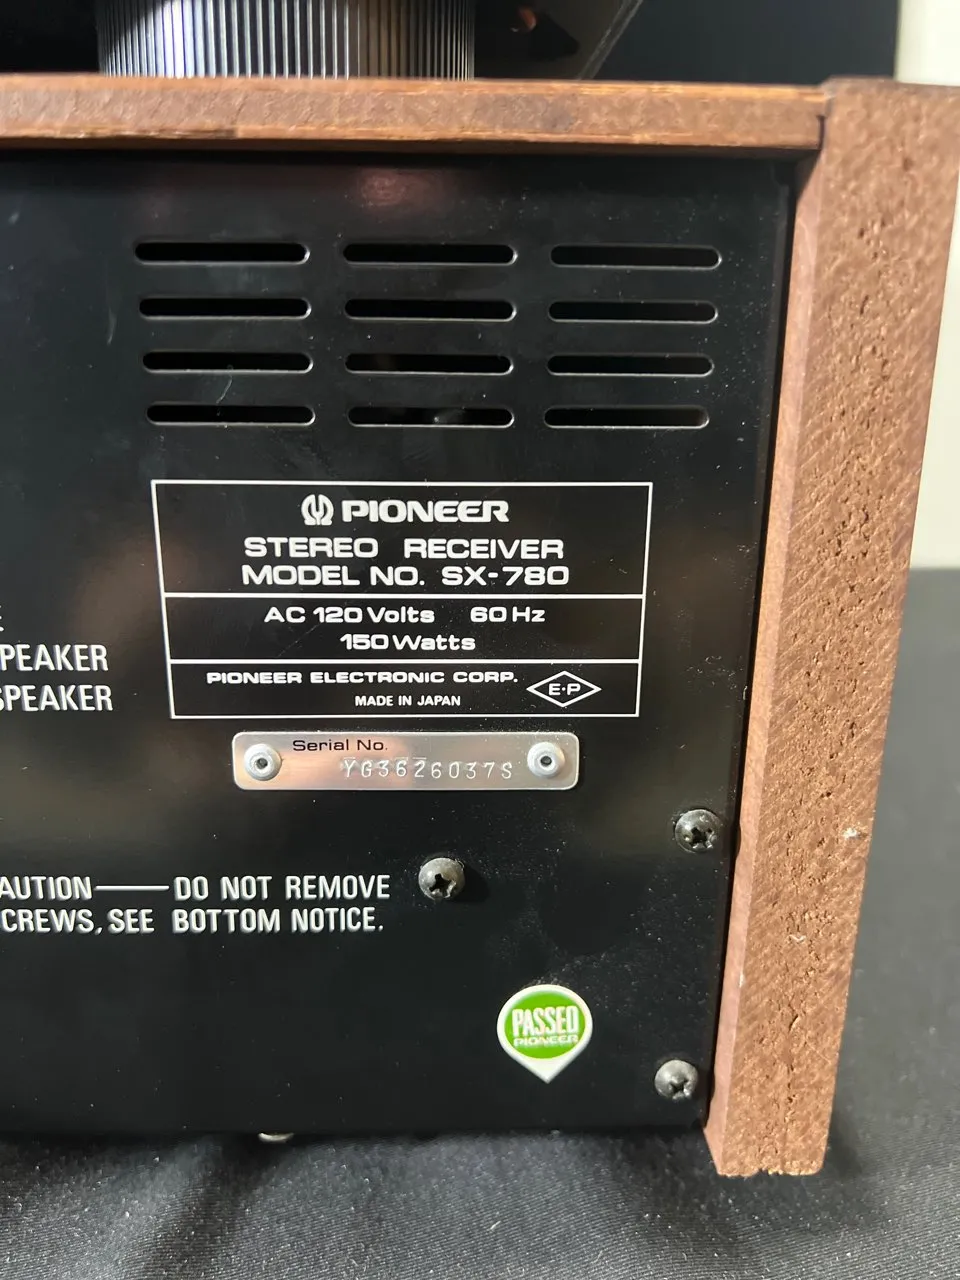 PIONEER
STEREO RECEIVER
MODEL NO. SX-780
AC 120 Volts 60 Hz
150 Watts
PIONEER ELECTRONIC CORP.
E·P
MADE IN JAPAN
PEAKER
SPEAKER
Serial No.
YG3626037S
AUTION — DO NOT REMOVE
CREWS, SEE BOTTOM NOTICE.
PASSED
PIONEER